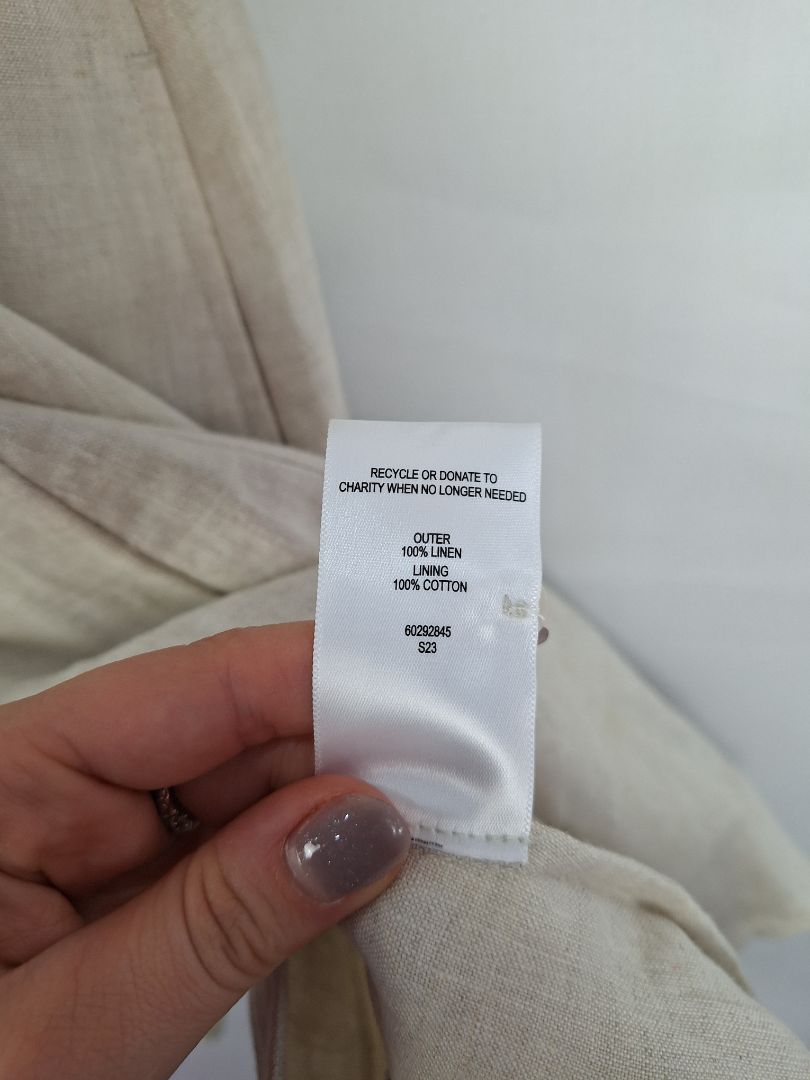 RECYCLE OR DONATE TO
CHARITY WHEN NO LONGER NEEDED
OUTER
100% LINEN
LINING
100% COTTON
60292845
S23